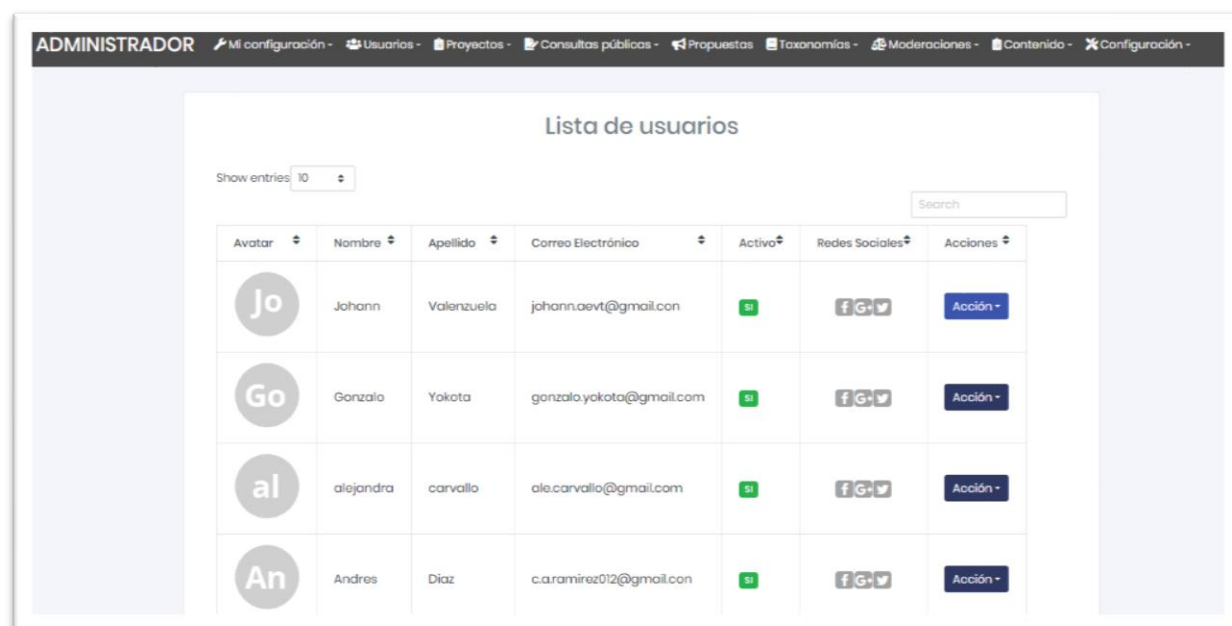 ADMINISTRADOR Mi configuración - Usuarios - Proyectos - Consultas públicas - Propuestas Taxonomías - Moderaciones - Contenido - Configuración -
Lista de usuarios
Show entries 10
Search
Avatar Nombre Apellido Correo Electrónico Activo Redes Sociales Acciones
Jo Johann Valenzuela johann.aevt@gmail.con SI f G+ Acción
Go Gonzalo Yokota gonzalo.yokota@gmail.com SI f G+ Acción
al alejandra carvallo ale.carvallo@gmail.com SI f G+ Acción
An Andres Diaz c.a.ramirez012@gmail.con SI f G+ Acción